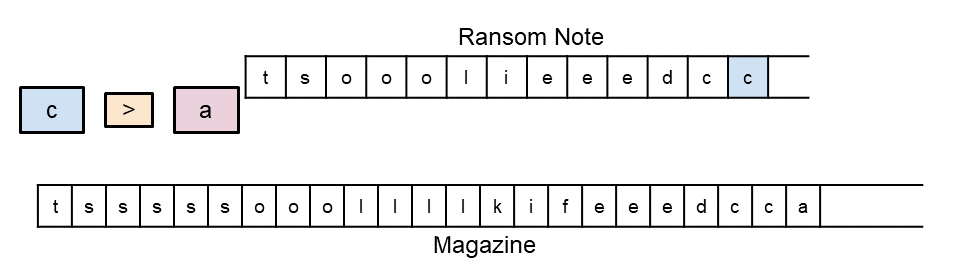 Ransom Note
t s o o o l i e e e d c c
c > a
t s s s s s o o o l l l l k i f e e e d c c a
Magazine